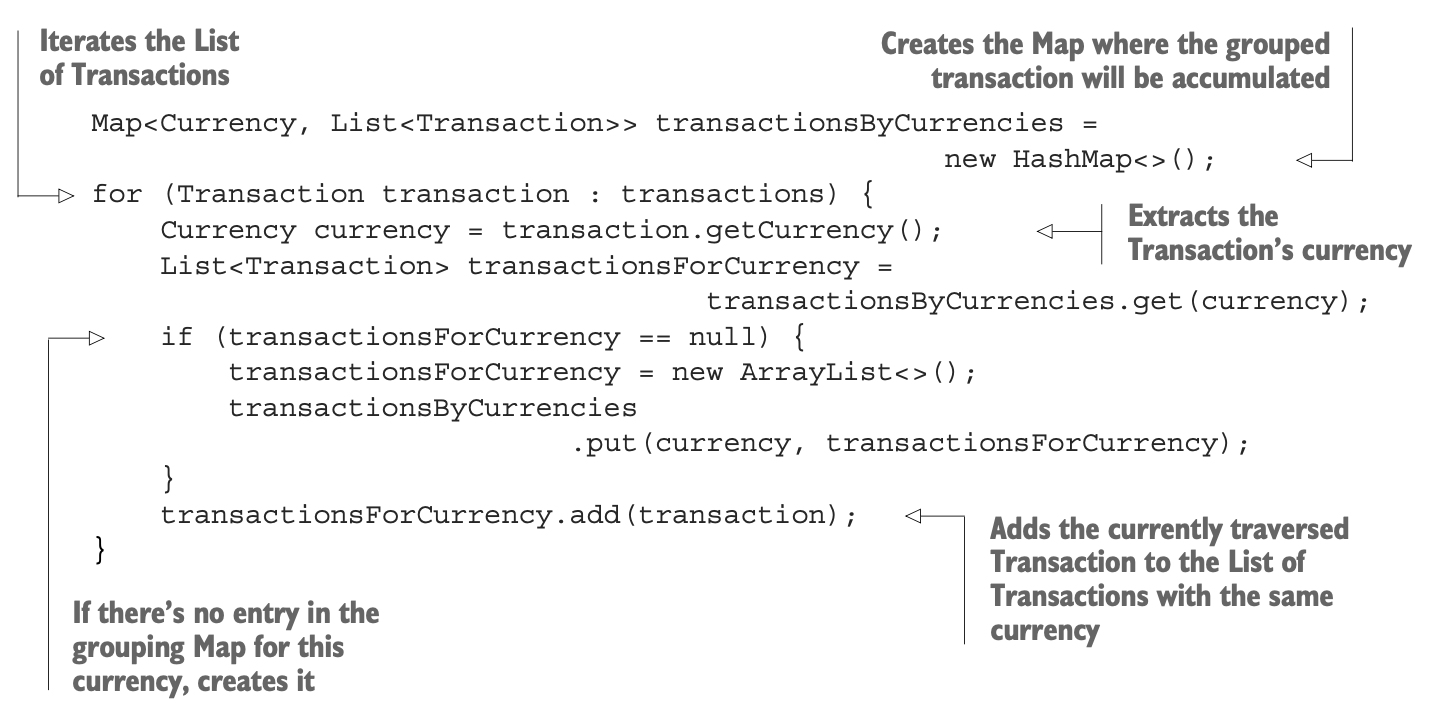 Iterates the List
of Transactions
Creates the Map where the grouped
transaction will be accumulated
Map<Currency, List<Transaction>> transactionsByCurrencies =
new HashMap<>();
for (Transaction transaction : transactions) {
Currency currency = transaction.getCurrency();
Extracts the
Transaction's currency
List<Transaction> transactionsForCurrency =
transactionsByCurrencies.get(currency);
if (transactionsForCurrency == null) {
transactionsForCurrency = new ArrayList<>();
transactionsByCurrencies
.put(currency, transactionsForCurrency);
}
transactionsForCurrency.add(transaction);
}
Adds the currently traversed
Transaction to the List of
Transactions with the same
currency
If there's no entry in the
grouping Map for this
currency, creates it